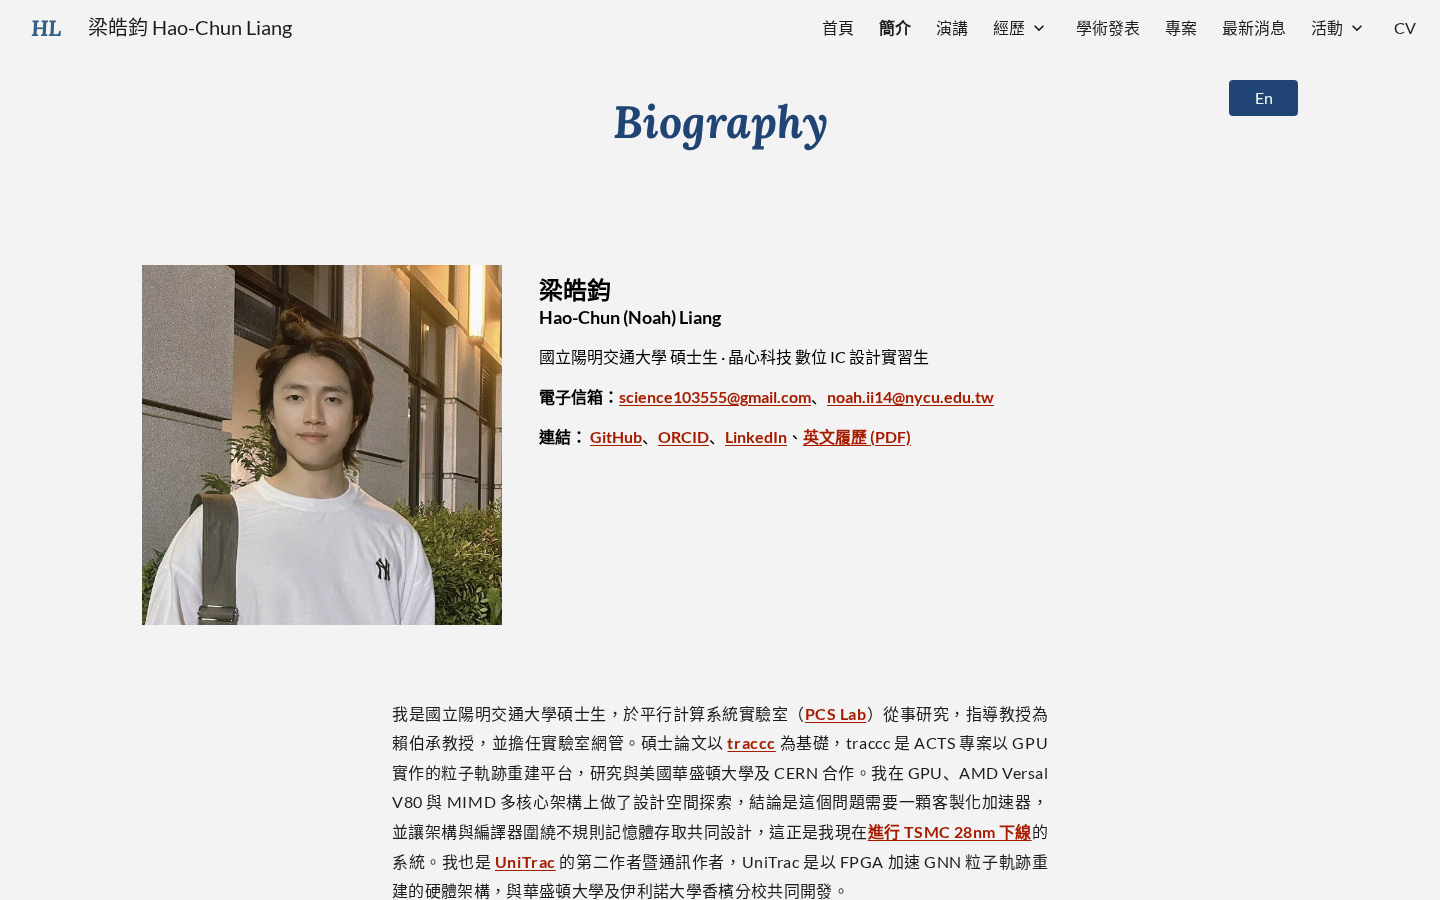 HL 梁皓鈞 Hao-Chun Liang 首頁 簡介 演講 經歷 學術發表 專案 最新消息 活動 CV
En
Biography
梁皓鈞
Hao-Chun (Noah) Liang
國立陽明交通大學 碩士生 · 晶心科技 數位 IC 設計實習生
電子信箱：science103555@gmail.com、noah.ii14@nycu.edu.tw
連結： GitHub、ORCID、LinkedIn、英文履歷 (PDF)
NY
我是國立陽明交通大學碩士生，於平行計算系統實驗室（PCS Lab）從事研究，指導教授為
賴伯承教授，並擔任實驗室網管。碩士論文以 traccc 為基礎，traccc 是 ACTS 專案以 GPU
實作的粒子軌跡重建平台，研究與美國華盛頓大學及 CERN 合作。我在 GPU、AMD Versal
V80 與 MIMD 多核心架構上做了設計空間探索，結論是這個問題需要一顆客製化加速器，
並讓架構與編譯器圍繞不規則記憶體存取共同設計，這正是我現在進行 TSMC 28nm 下線的
系統。我也是 UniTrac 的第二作者暨通訊作者，UniTrac 是以 FPGA 加速 GNN 粒子軌跡重
建的硬體架構，與華盛頓大學及伊利諾大學香檳分校共同開發。